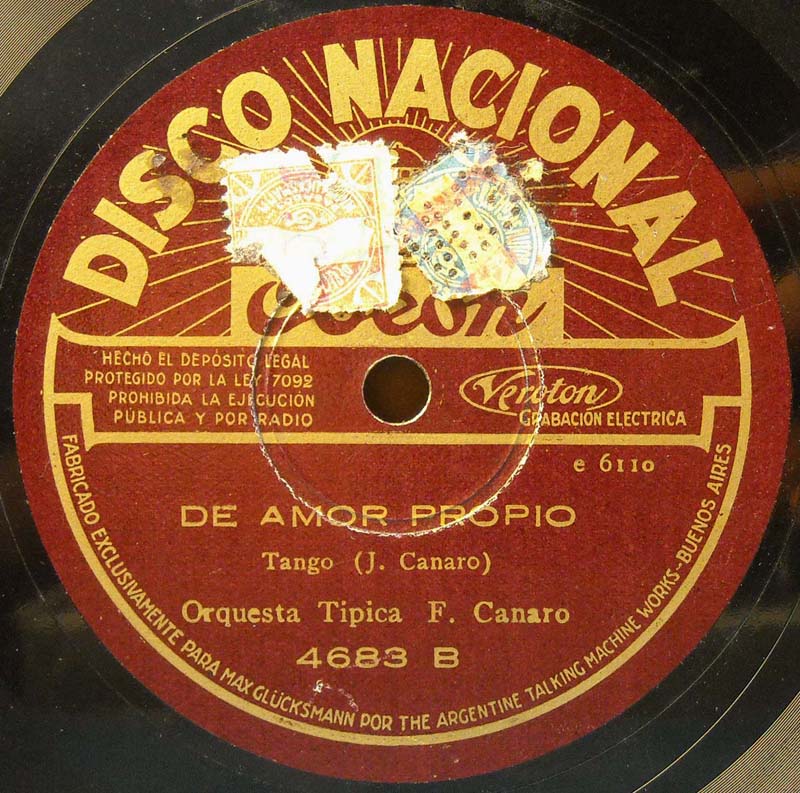 DISCO NACIONAL
Odeon
HECHO EL DEPÓSITO LEGAL
PROTEGIDO POR LA LEY 7092
PROHIBIDA LA EJECUCIÓN
PÚBLICA Y POR RADIO
Veroton
GRABACIÓN ELECTRICA
e 6110
DE AMOR PROPIO
Tango (J. Canaro)
Orquesta Tipica F. Canaro
4683 B
FABRICADO EXCLUSIVAMENTE PARA MAX GLÜCKSMANN POR THE ARGENTINE TALKING MACHINE WORKS-BUENOS AIRES